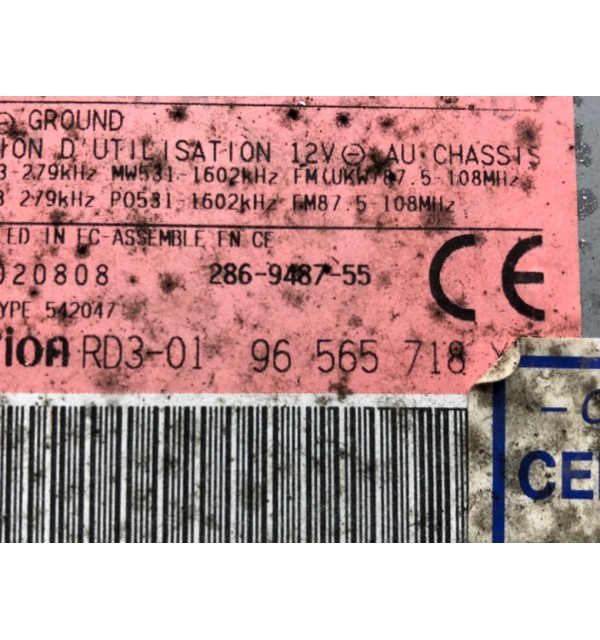 ⊖ GROUND
ION D'UTILISATION 12V ⊖ AU CHASSIS
3-279kHz MW531-1602kHz FM(UKW)87.5-108MHz
3 279kHz PO531-1602kHz FM87.5-108MHz
LED IN EC-ASSEMBLE EN CE
020808 286-9487-55
CE
YPE 542047
rion RD3-01 96 565 718
- C
CE